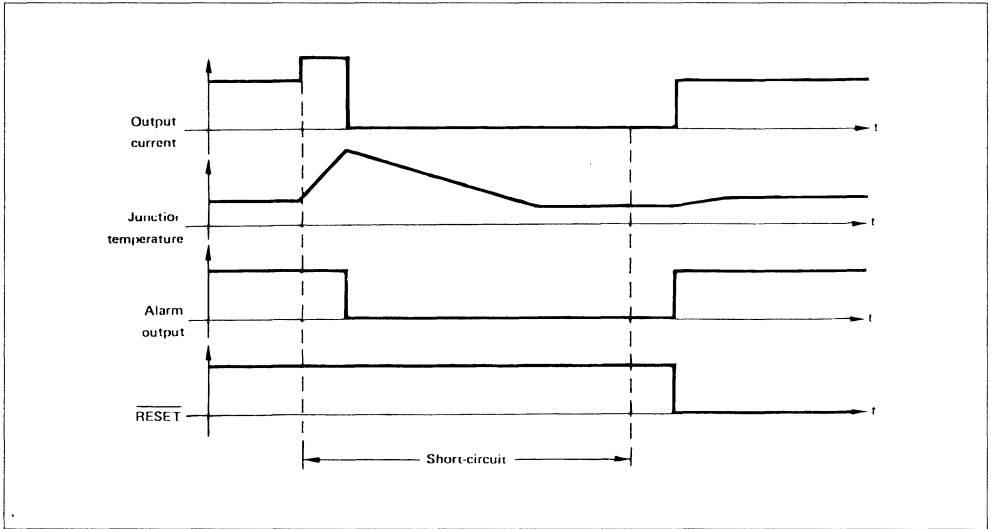 Output
current
t
Junction
temperature
t
Alarm
output
t
RESET
t
Short-circuit